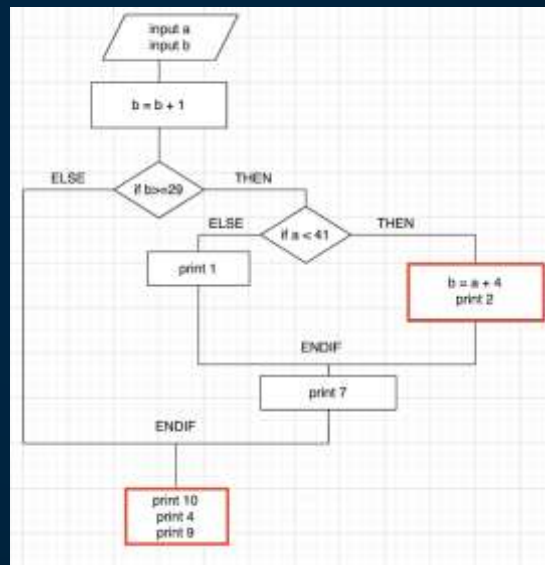 input a
input b
b = b + 1
ELSE
if b>=29
THEN
ELSE
if a < 41
THEN
print 1
b = a + 4
print 2
ENDIF
print 7
ENDIF
print 10
print 4
print 9